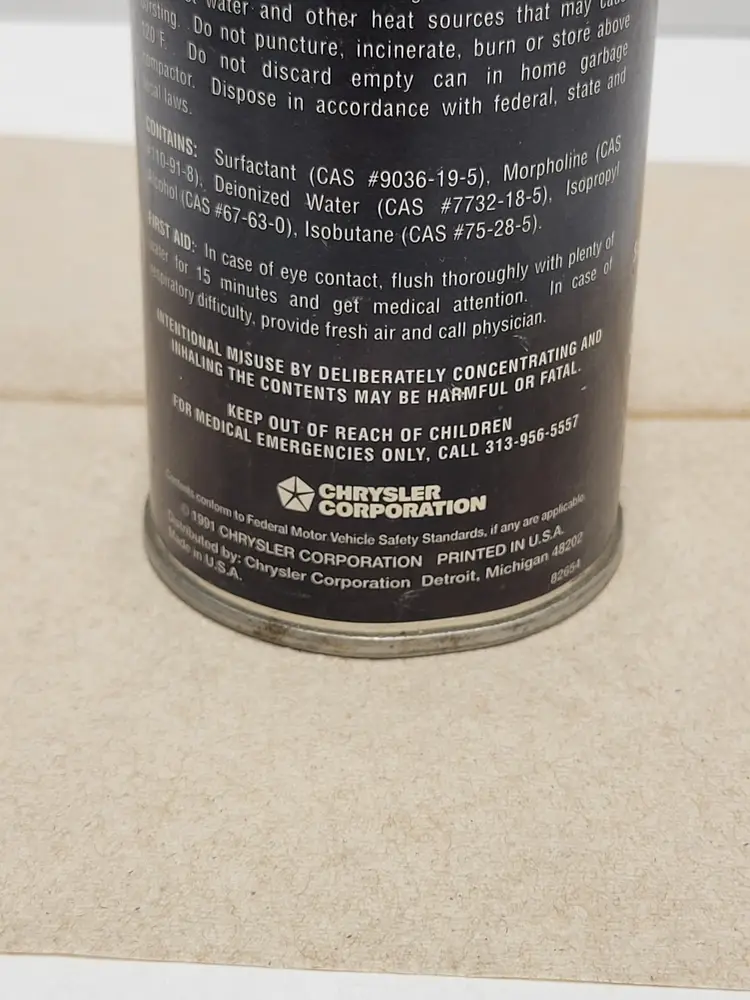 water and other heat sources that may
bursting. Do not puncture, incinerate, burn or store above
120°F. Do not discard empty can in home garbage
compactor. Dispose in accordance with federal, state and
local laws.
CONTAINS: Surfactant (CAS #9036-19-5), Morpholine (CAS
#110-91-8), Deionized Water (CAS #7732-18-5), Isopropyl
Alcohol (CAS #67-63-0), Isobutane (CAS #75-28-5).
FIRST AID: In case of eye contact, flush thoroughly with plenty of
water for 15 minutes and get medical attention. In case of
respiratory difficulty, provide fresh air and call physician.
INTENTIONAL MISUSE BY DELIBERATELY CONCENTRATING AND
INHALING THE CONTENTS MAY BE HARMFUL OR FATAL.
KEEP OUT OF REACH OF CHILDREN
FOR MEDICAL EMERGENCIES ONLY, CALL 313-956-5557
CHRYSLER
CORPORATION
Contents conform to Federal Motor Vehicle Safety Standards, if any are applicable.
© 1991 CHRYSLER CORPORATION PRINTED IN U.S.A.
Distributed by: Chrysler Corporation Detroit, Michigan 48202
Made in U.S.A. 82654